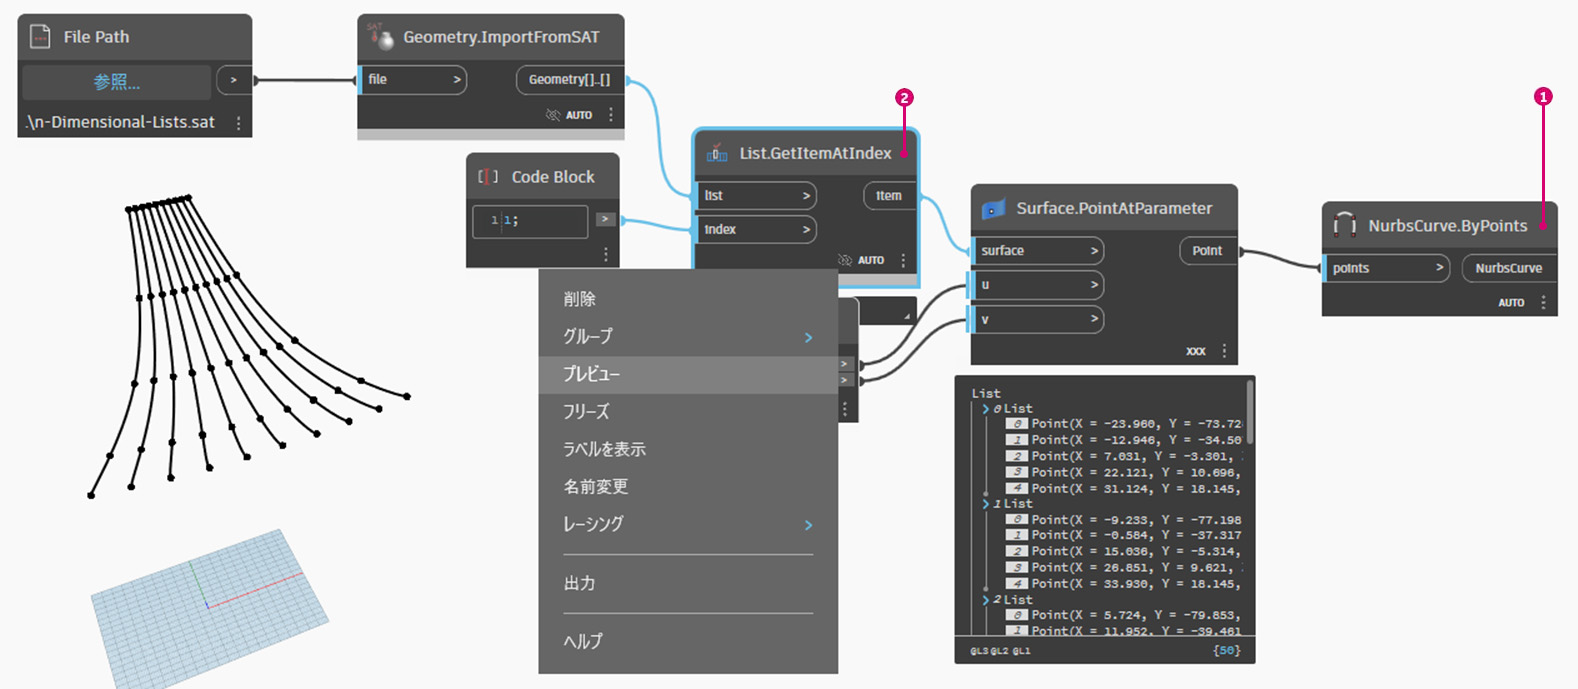 File Path
参照...
>
.\n-Dimensional-Lists.sat
SAT
Geometry.ImportFromSAT
file >
Geometry[]..[]
AUTO
Code Block
1 1;
>
2
List.GetItemAtIndex
list >
item
index >
AUTO
削除
グループ >
プレビュー
フリーズ
ラベルを表示
名前変更
レーシング >
出力
ヘルプ
>
>
Surface.PointAtParameter
surface >
Point
u >
v >
XXX
List
0 List
0 Point(X = -23.960, Y = -73.72
1 Point(X = -12.946, Y = -34.50
2 Point(X = 7.031, Y = -3.301,
3 Point(X = 22.121, Y = 10.696,
4 Point(X = 31.124, Y = 18.145,
1 List
0 Point(X = -9.233, Y = -77.198
1 Point(X = -0.584, Y = -37.317
2 Point(X = 15.036, Y = -5.314,
3 Point(X = 26.851, Y = 9.621,
4 Point(X = 33.930, Y = 18.145,
2 List
0 Point(X = 5.724, Y = -79.853,
1 Point(X = 11.952, Y = -39.461
@L3 @L2 @L1
{50}
1
NurbsCurve.ByPoints
points >
NurbsCurve
AUTO